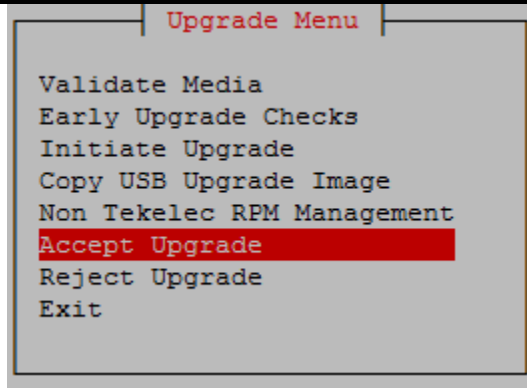 Upgrade Menu
Validate Media
Early Upgrade Checks
Initiate Upgrade
Copy USB Upgrade Image
Non Tekelec RPM Management
Accept Upgrade
Reject Upgrade
Exit